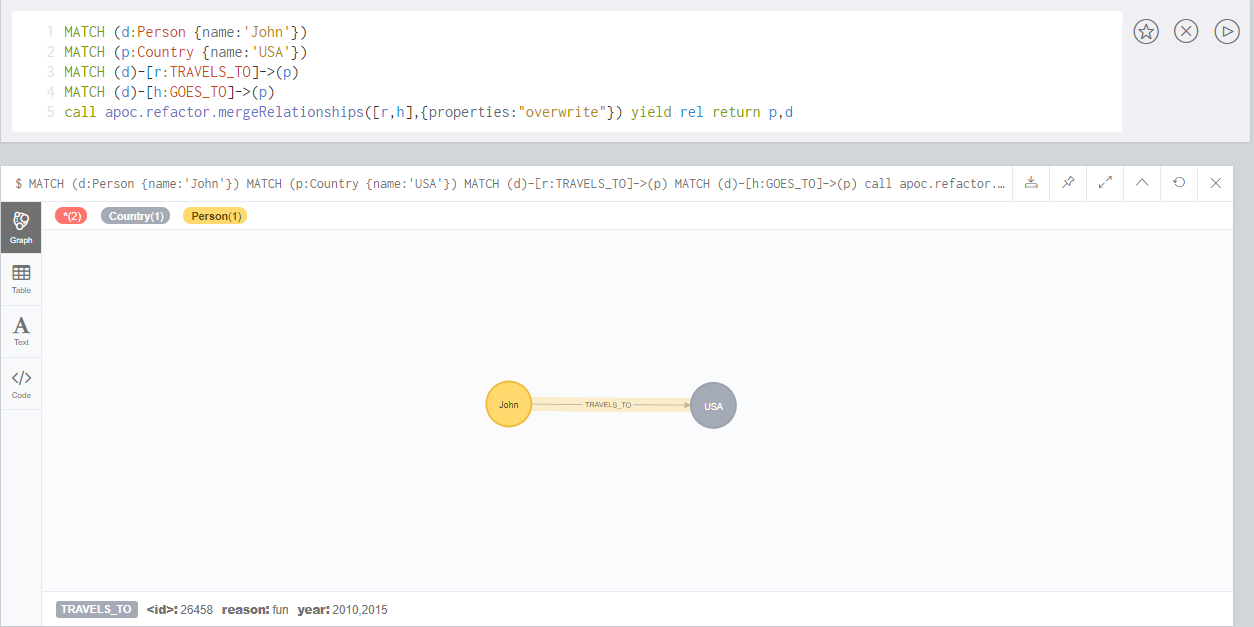 1 MATCH (d:Person {name:'John'})
2 MATCH (p:Country {name:'USA'})
3 MATCH (d)-[r:TRAVELS_TO]->(p)
4 MATCH (d)-[h:GOES_TO]->(p)
5 call apoc.refactor.mergeRelationships([r,h],{properties:"overwrite"}) yield rel return p,d
$ MATCH (d:Person {name:'John'}) MATCH (p:Country {name:'USA'}) MATCH (d)-[r:TRAVELS_TO]->(p) MATCH (d)-[h:GOES_TO]->(p) call apoc.refactor.…
*(2) Country(1) Person(1)
Graph
Table
A
Text
</>
Code
John TRAVELS_TO USA
TRAVELS_TO <id>: 26458 reason: fun year: 2010,2015